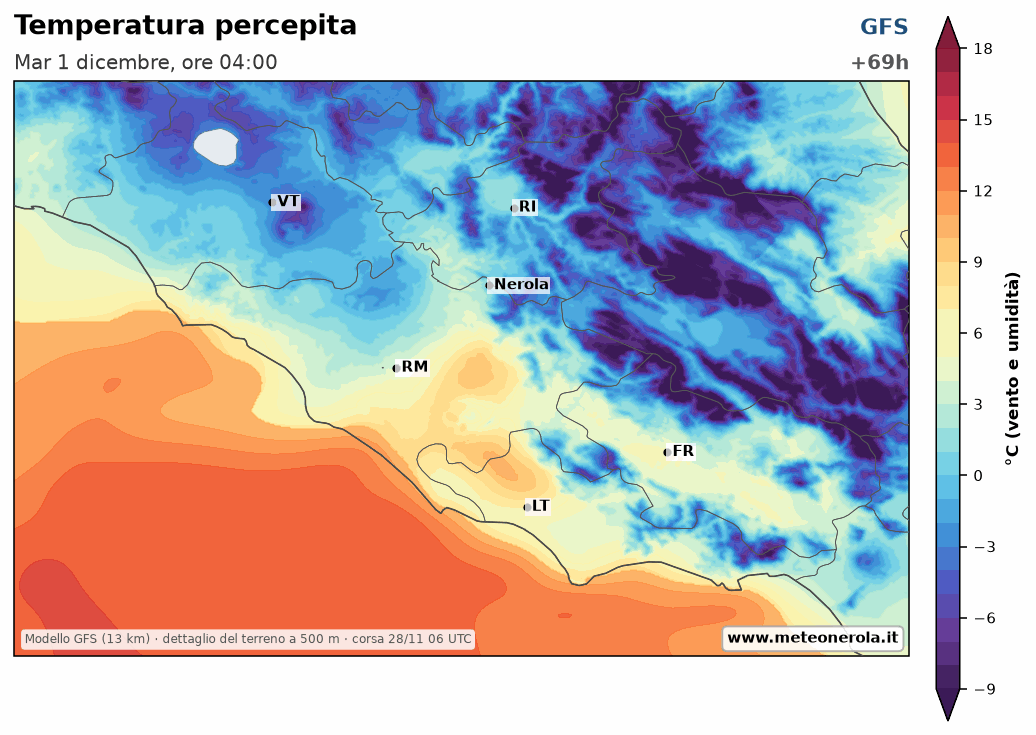 Temperatura percepita
GFS
Mar 1 dicembre, ore 04:00
+69h
VT
RI
Nerola
RM
FR
LT
Modello GFS (13 km) · dettaglio del terreno a 500 m · corsa 28/11 06 UTC
www.meteonerola.it
18
15
12
9
6
3
0
−3
−6
−9
°C (vento e umidità)